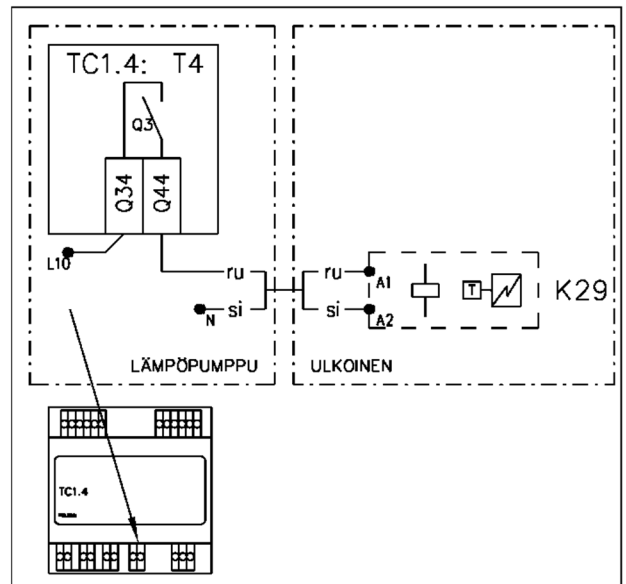 TC1.4: T4
Q3
Q34 Q44
L10
ru ru A1 K29
T
N si si A2
LÄMPÖPUMPPU ULKOINEN
TC1.4